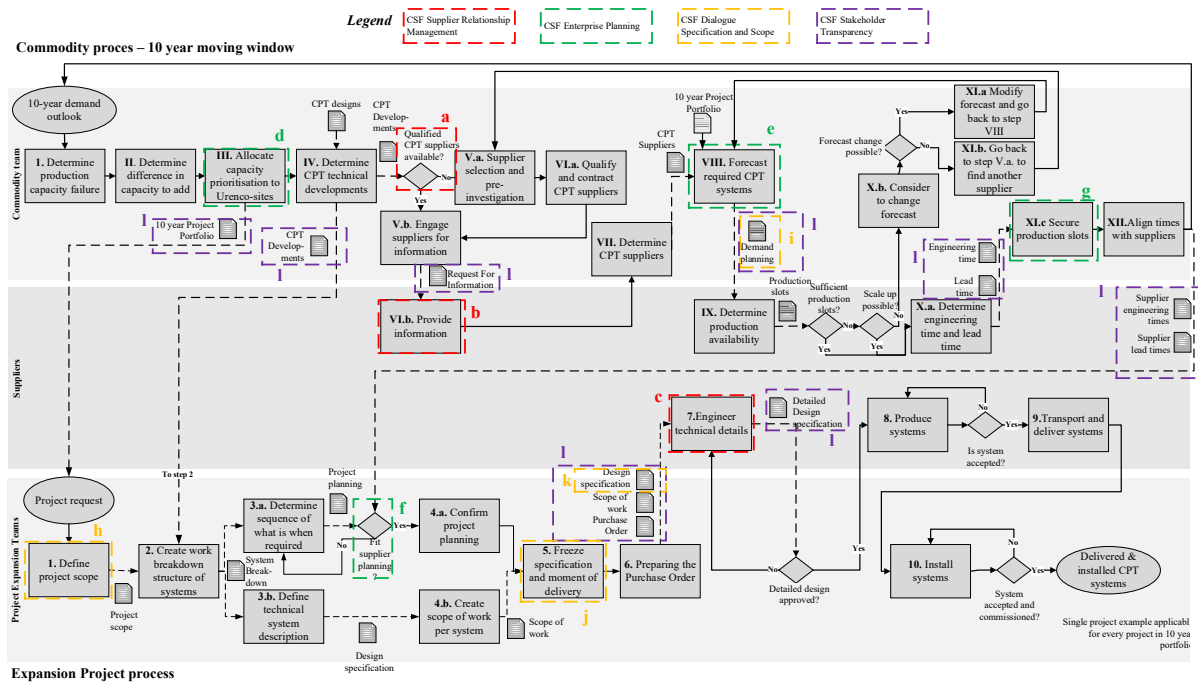 Legend
CSF Supplier Relationship
Management
CSF Enterprise Planning
CSF Dialogue
Specification and Scope
CSF Stakeholder
Transparency
Commodity proces – 10 year moving window
Commodity team
10-year demand
outlook
1. Determine
production
capacity failure
II. Determine
difference in
capacity to add
d
III. Allocate
capacity
prioritisation to
Urenco-sites
CPT designs
IV. Determine
CPT technical
developments
CPT
Develop-
ments
a
Qualified
CPT suppliers
available?
No
Yes
V.a. Supplier
selection and pre-
investigation
VI.a. Qualify
and contract
CPT suppliers
V.b. Engage
suppliers for
information
VII. Determine
CPT suppliers
CPT
Suppliers
10 year Project
Portfolio
e
VIII. Forecast
required CPT
systems
Forecast change
possible?
Yes
No
XI.a Modify
forecast and go
back to step
VIII
XI.b. Go back
to step V.a. to
find another
supplier
X.b. Consider
to change
forecast
g
XI.c Secure
production slots
XII. Align times
with suppliers
l
10 year Project
Portfolio
CPT
Develop-
ments
l
Request For
Information
l
Demand
planning
i
l
l
Engineering
time
Lead
time
Suppliers
VI.b. Provide
information
b
IX. Determine
production
availability
Production
slots
Sufficient
production
slots?
No
Yes
Scale up
possible?
No
Yes
X.a. Determine
engineering
time and lead
time
l
Supplier
engineering
times
Supplier
lead times
c
7.Engineer
technical details
Detailed
Design
specification
l
8. Produce
systems
No
Yes
Is system
accepted?
9.Transport and
deliver systems
Project Expansion Teams
To step 2
Project request
h
1. Define
project scope
Project
scope
2. Create work
breakdown
structure of
systems
System
Break-
down
3.a. Determine
sequence of
what is when
required
Project
planning
f
Fit
supplier
planning
?
No
Yes
4.a. Confirm
project
planning
3.b. Define
technical
system
description
Design
specification
4.b. Create
scope of work
per system
Scope of
work
5. Freeze
specification
and moment of
delivery
j
6. Preparing the
Purchase Order
l
k
Design
specification
Scope of
work
Purchase
Order
No
Yes
Detailed design
approved?
10. Install
systems
No
Yes
System
accepted and
commissioned?
Delivered &
installed CPT
systems
Single project example applicabl
for every project in 10 yea
portfolio
Expansion Project process